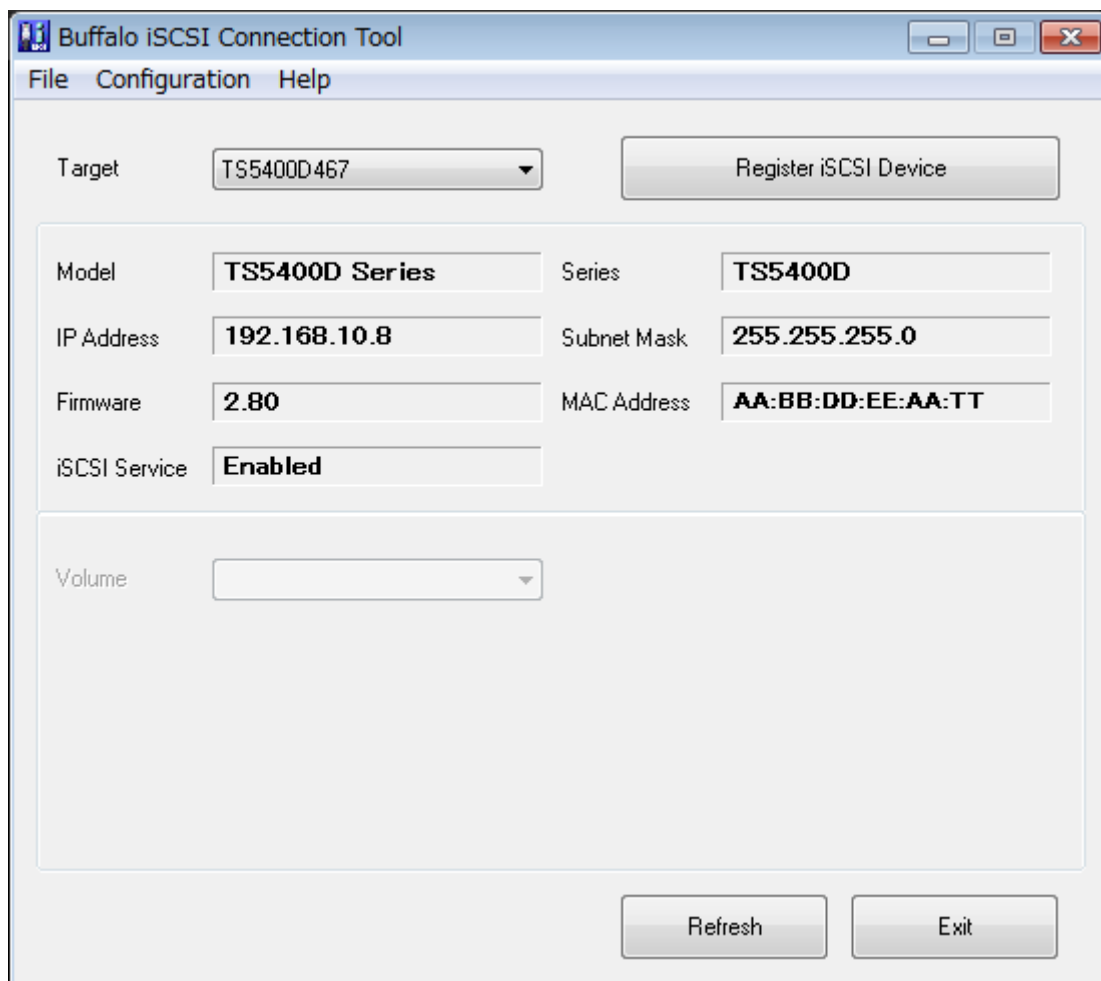 Buffalo iSCSI Connection Tool
File Configuration Help
Target TS5400D467 Register iSCSI Device
Model TS5400D Series Series TS5400D
IP Address 192.168.10.8 Subnet Mask 255.255.255.0
Firmware 2.80 MAC Address AA:BB:DD:EE:AA:TT
iSCSI Service Enabled
Volume
Refresh Exit